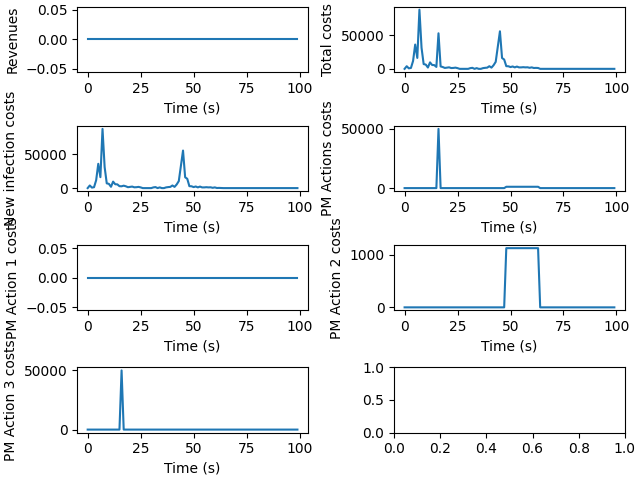 Revenues
0.05
0.00
−0.05
0 25 50 75 100
Time (s)
Total costs
50000
0
0 25 50 75 100
Time (s)
New infection costs
50000
0
0 25 50 75 100
Time (s)
PM Actions costs
50000
0
0 25 50 75 100
Time (s)
PM Action 1 costs
0.05
0.00
−0.05
0 25 50 75 100
Time (s)
PM Action 2 costs
1000
0
0 25 50 75 100
Time (s)
PM Action 3 costs
50000
0
0 25 50 75 100
Time (s)
1.0
0.5
0.0
0.0 0.2 0.4 0.6 0.8 1.0